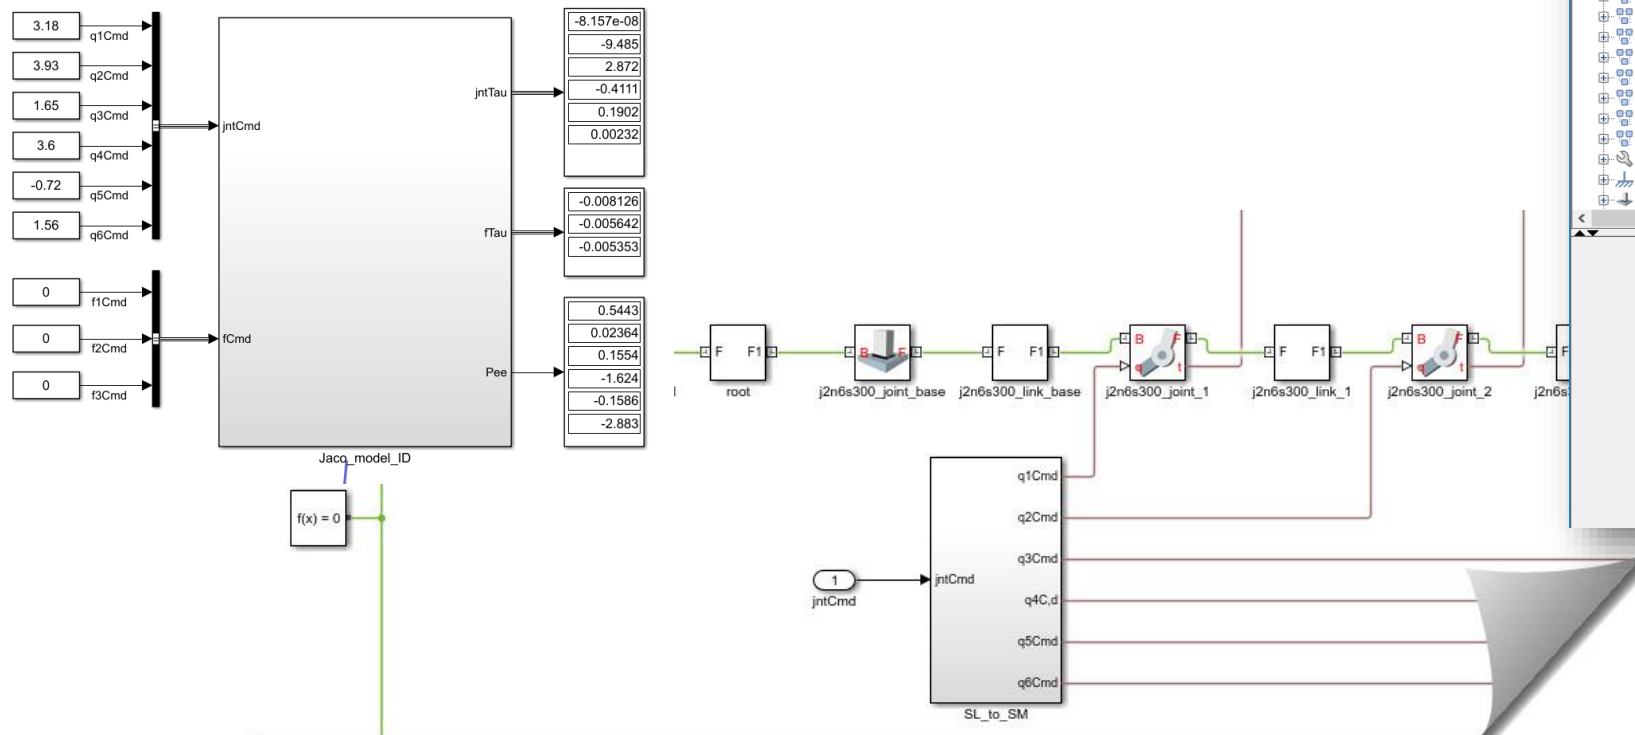 3.18
q1Cmd
3.93
q2Cmd
1.65
q3Cmd
3.6
q4Cmd
-0.72
q5Cmd
1.56
q6Cmd
0
f1Cmd
0
f2Cmd
0
f3Cmd
jntCmd
fCmd
jntTau
fTau
Pee
Jaco_model_ID
-8.157e-08
-9.485
2.872
-0.4111
0.1902
0.00232
-0.008126
-0.005642
-0.005353
0.5443
0.02364
0.1554
-1.624
-0.1586
-2.883
f(x) = 0
F F1
root
B F
j2n6s300_joint_base
F F1
j2n6s300_link_base
B F
q t
j2n6s300_joint_1
F F1
j2n6s300_link_1
B F
q t
j2n6s300_joint_2
F
j2n6s
1
jntCmd
jntCmd
q1Cmd
q2Cmd
q3Cmd
q4C,d
q5Cmd
q6Cmd
SL_to_SM